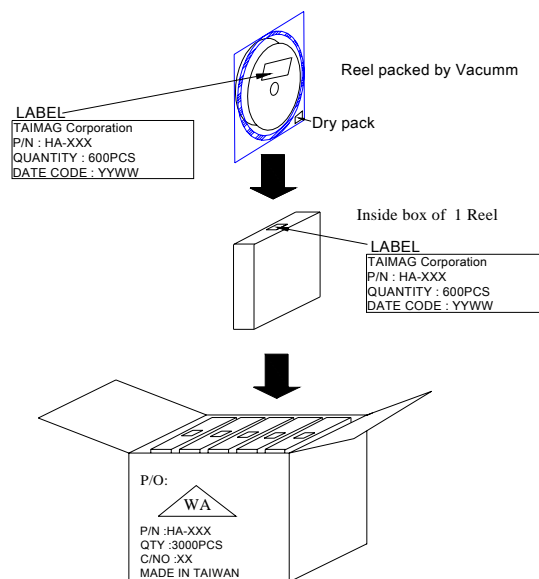 Reel packed by Vacumm
LABEL
TAIMAG Corporation
P/N : HA-XXX
QUANTITY : 600PCS
DATE CODE : YYWW
Dry pack
Inside box of 1 Reel
LABEL
TAIMAG Corporation
P/N : HA-XXX
QUANTITY : 600PCS
DATE CODE : YYWW
P/O:
WA
P/N :HA-XXX
QTY :3000PCS
C/NO :XX
MADE IN TAIWAN